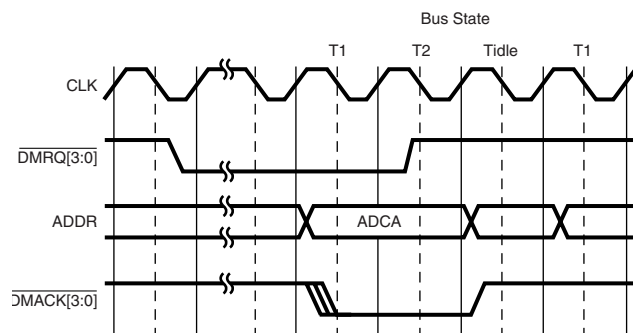 Bus State
T1 T2 Tidle T1
CLK
DMRQ[3:0]
ADDR
ADCA
DMACK[3:0]